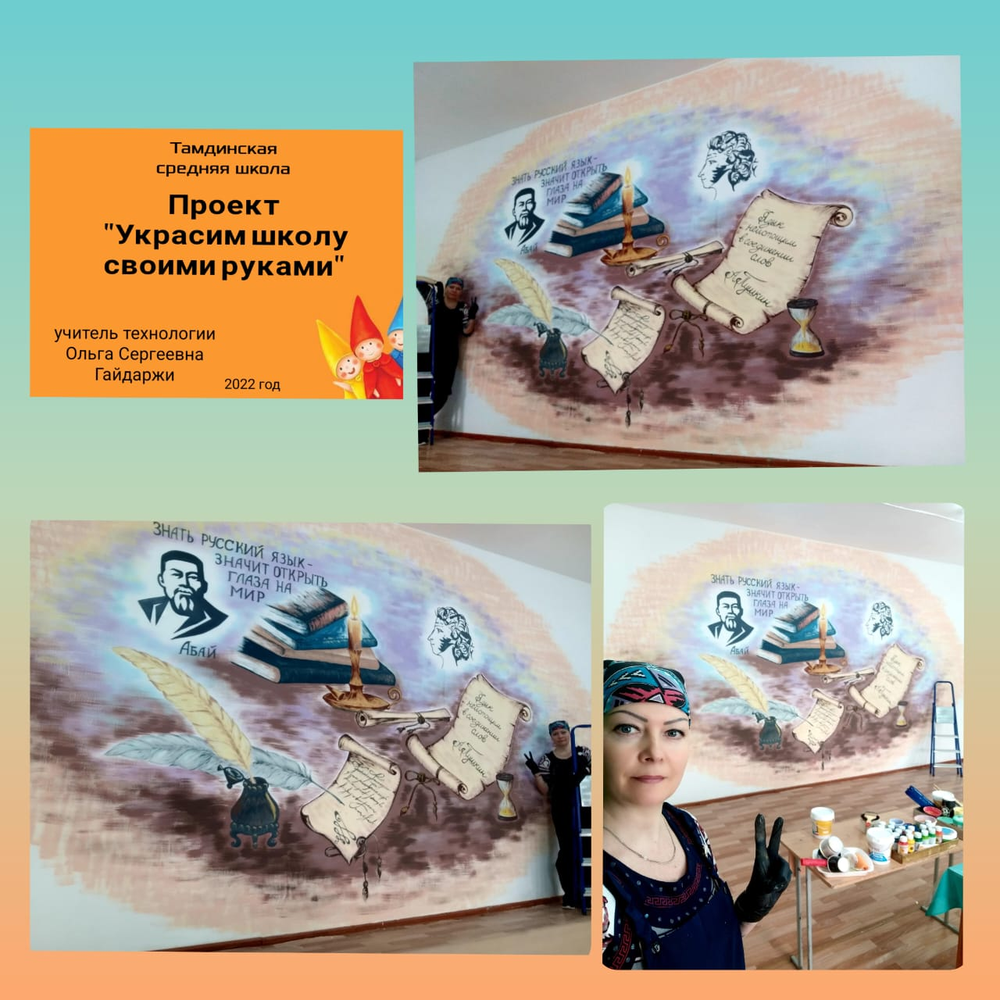 Тамдинская
средняя школа
Проект
"Украсим школу
своими руками"
учитель технологии
Ольга Сергеевна
Гайдаржи
2022 год
ЗНАТЬ РУССКИЙ ЯЗЫК-
ЗНАЧИТ ОТКРЫТЬ
ГЛАЗА НА
МИР
АБАЙ
Язык
неистощим
в соединении
слов
А.Пушкин
ЗНАТЬ РУССКИЙ ЯЗЫК-
ЗНАЧИТ ОТКРЫТЬ
ГЛАЗА НА
МИР
АБАЙ
Язык
неистощим
в соединении
слов
А.Пушкин
ЗНАТЬ РУССКИЙ ЯЗЫК-
ЗНАЧИТ ОТКРЫТЬ
ГЛАЗА НА
МИР
АБАЙ